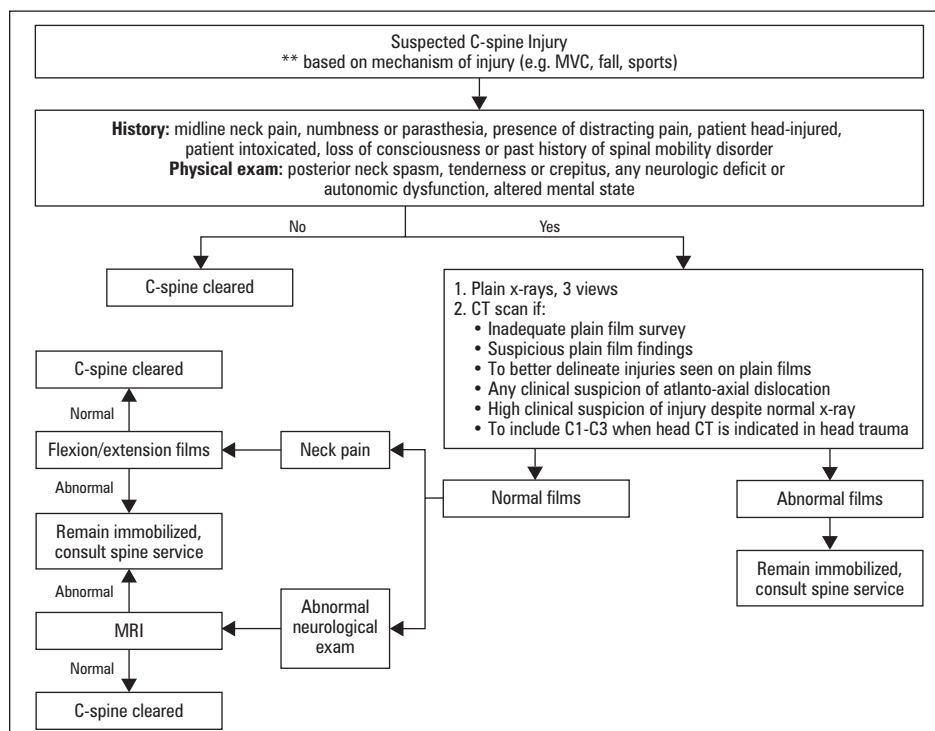 Suspected C-spine Injury
** based on mechanism of injury (e.g. MVC, fall, sports)
History: midline neck pain, numbness or parasthesia, presence of distracting pain, patient head-injured,
patient intoxicated, loss of consciousness or past history of spinal mobility disorder
Physical exam: posterior neck spasm, tenderness or crepitus, any neurologic deficit or
autonomic dysfunction, altered mental state
No
Yes
C-spine cleared
1. Plain x-rays, 3 views
2. CT scan if:
• Inadequate plain film survey
• Suspicious plain film findings
• To better delineate injuries seen on plain films
• Any clinical suspicion of atlanto-axial dislocation
• High clinical suspicion of injury despite normal x-ray
• To include C1-C3 when head CT is indicated in head trauma
Normal films
Abnormal films
Remain immobilized,
consult spine service
Neck pain
Flexion/extension films
Normal
C-spine cleared
Abnormal
Remain immobilized,
consult spine service
Abnormal
neurological
exam
MRI
Abnormal
Normal
C-spine cleared